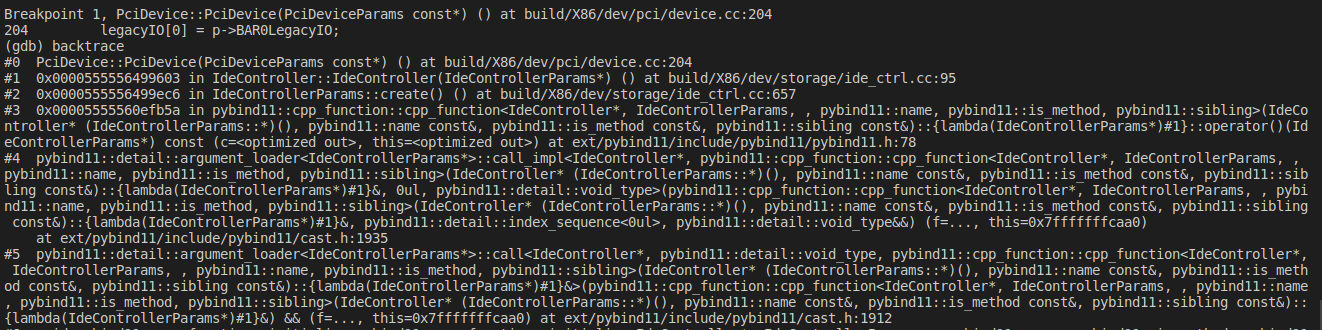 Breakpoint 1, PciDevice::PciDevice(PciDeviceParams const*) () at build/X86/dev/pci/device.cc:204
204         legacyIO[0] = p->BAR0LegacyIO;
(gdb) backtrace
#0  PciDevice::PciDevice(PciDeviceParams const*) () at build/X86/dev/pci/device.cc:204
#1  0x0000555556499603 in IdeController::IdeController(IdeControllerParams*) () at build/X86/dev/storage/ide_ctrl.cc:95
#2  0x0000555556499ec6 in IdeControllerParams::create() () at build/X86/dev/storage/ide_ctrl.cc:657
#3  0x00005555560efb5a in pybind11::cpp_function::cpp_function<IdeController*, IdeControllerParams, , pybind11::name, pybind11::is_method, pybind11::sibling>(IdeCo
ntroller* (IdeControllerParams::*)(), pybind11::name const&, pybind11::is_method const&, pybind11::sibling const&)::{lambda(IdeControllerParams*)#1}::operator()(Id
eControllerParams*) const (c=<optimized out>, this=<optimized out>) at ext/pybind11/include/pybind11/pybind11.h:78
#4  pybind11::detail::argument_loader<IdeControllerParams*>::call_impl<IdeController*, pybind11::cpp_function::cpp_function<IdeController*, IdeControllerParams, ,
pybind11::name, pybind11::is_method, pybind11::sibling>(IdeController* (IdeControllerParams::*)(), pybind11::name const&, pybind11::is_method const&, pybind11::sib
ling const&)::{lambda(IdeControllerParams*)#1}&, 0ul, pybind11::detail::void_type>(pybind11::cpp_function::cpp_function<IdeController*, IdeControllerParams, , pybi
nd11::name, pybind11::is_method, pybind11::sibling>(IdeController* (IdeControllerParams::*)(), pybind11::name const&, pybind11::is_method const&, pybind11::sibling
 const&)::{lambda(IdeControllerParams*)#1}&, pybind11::detail::index_sequence<0ul>, pybind11::detail::void_type&&) (f=..., this=0x7fffffffcaa0)
    at ext/pybind11/include/pybind11/cast.h:1935
#5  pybind11::detail::argument_loader<IdeControllerParams*>::call<IdeController*, pybind11::detail::void_type, pybind11::cpp_function::cpp_function<IdeController*,
 IdeControllerParams, , pybind11::name, pybind11::is_method, pybind11::sibling>(IdeController* (IdeControllerParams::*)(), pybind11::name const&, pybind11::is_meth
od const&, pybind11::sibling const&)::{lambda(IdeControllerParams*)#1}&>(pybind11::cpp_function::cpp_function<IdeController*, IdeControllerParams, , pybind11::name
, pybind11::is_method, pybind11::sibling>(IdeController* (IdeControllerParams::*)(), pybind11::name const&, pybind11::is_method const&, pybind11::sibling const&)::
{lambda(IdeControllerParams*)#1}&) && (f=..., this=0x7fffffffcaa0) at ext/pybind11/include/pybind11/cast.h:1912